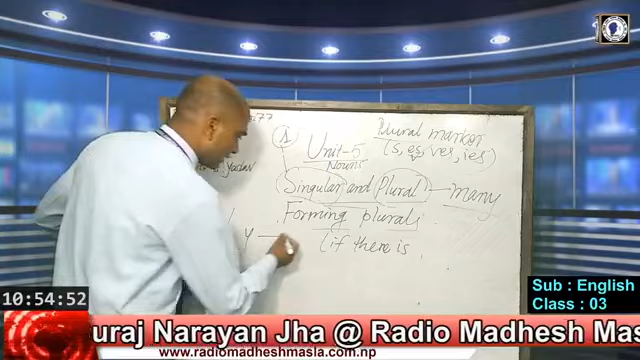 Plural marker
(s, es, ves, ies)
Unit-5
Nouns
Singular and Plural — many
Forming plurals
y — (if there is
10:54:52
Sub : English
Class : 03
uraj Narayan Jha @ Radio Madhesh Mas
www.radiomadheshmasla.com.np